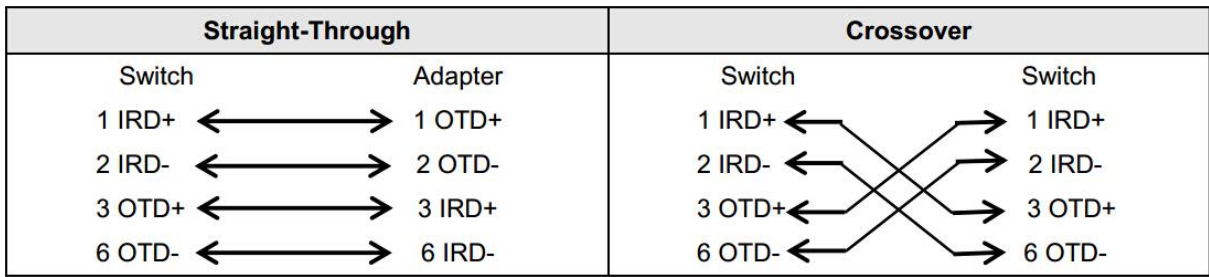 Straight-Through Crossover
Switch Adapter Switch Switch
1 IRD+ 1 OTD+ 1 IRD+ 1 IRD+
2 IRD- 2 OTD- 2 IRD- 2 IRD-
3 OTD+ 3 IRD+ 3 OTD+ 3 OTD+
6 OTD- 6 IRD- 6 OTD- 6 OTD-